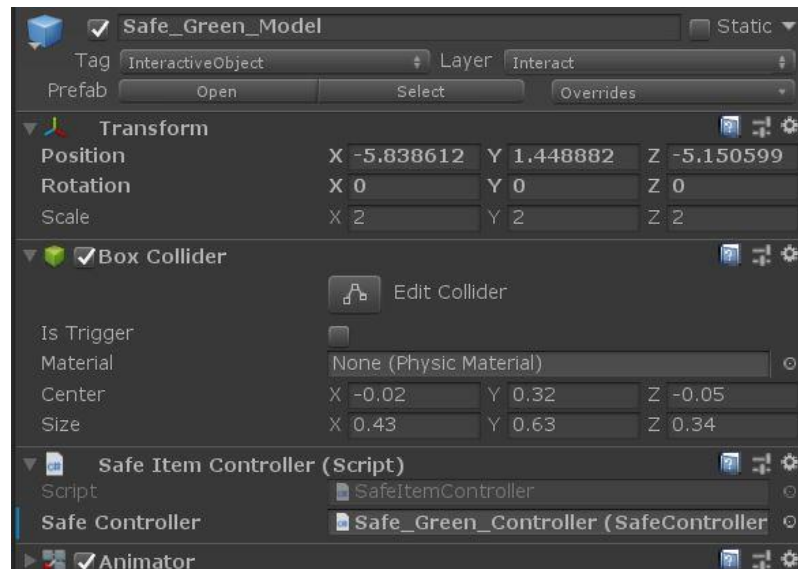 Safe_Green_Model Static
Tag InteractiveObject Layer Interact
Prefab Open Select Overrides
Transform
Position X -5.838612 Y 1.448882 Z -5.150599
Rotation X 0 Y 0 Z 0
Scale X 2 Y 2 Z 2
Box Collider
Edit Collider
Is Trigger
Material None (Physic Material)
Center X -0.02 Y 0.32 Z -0.05
Size X 0.43 Y 0.63 Z 0.34
c# Safe Item Controller (Script)
Script SafeItemController
Safe Controller Safe_Green_Controller (SafeController
Animator